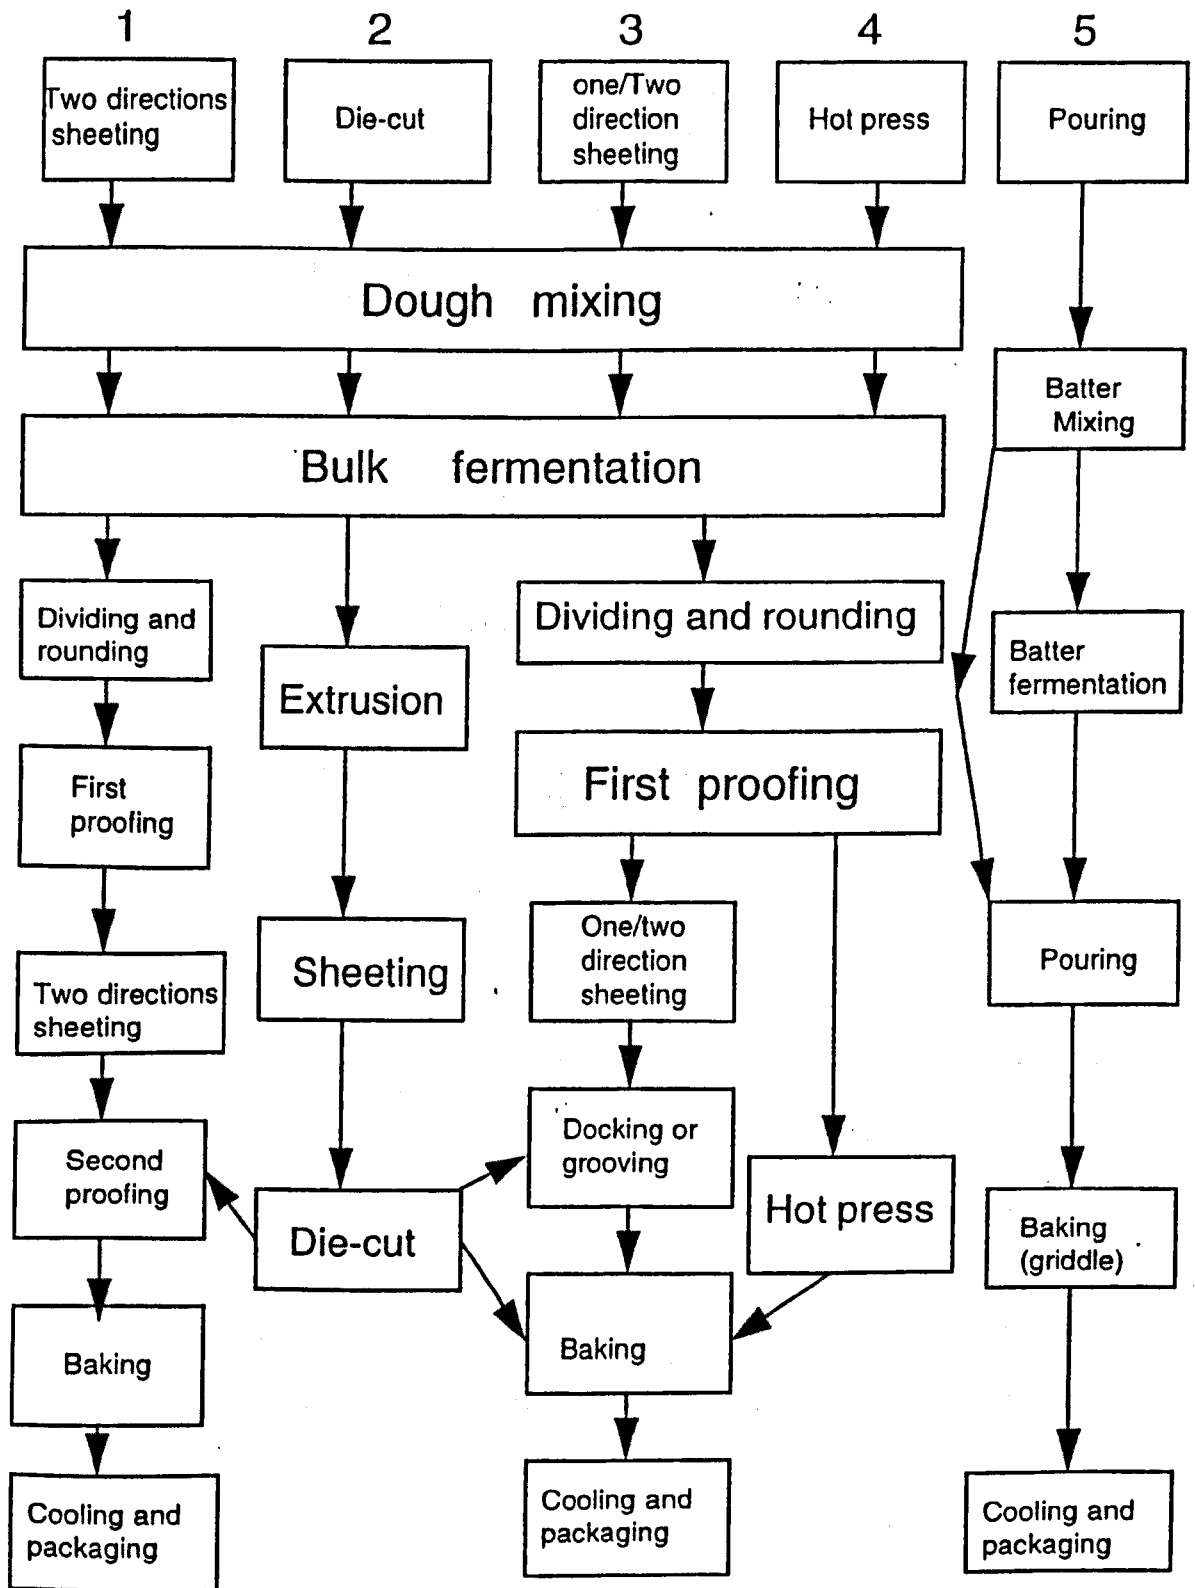 1
2
3
4
5
Two directions
sheeting
Die-cut
one/Two
direction
sheeting
Hot press
Pouring
Dough mixing
Batter
Mixing
Bulk fermentation
Dividing and
rounding
Extrusion
Dividing and rounding
Batter
fermentation
First
proofing
First proofing
Two directions
sheeting
Sheeting
One/two
direction
sheeting
Pouring
Second
proofing
Die-cut
Docking or
grooving
Hot press
Baking
(griddle)
Baking
Baking
Cooling and
packaging
Cooling and
packaging
Cooling and
packaging